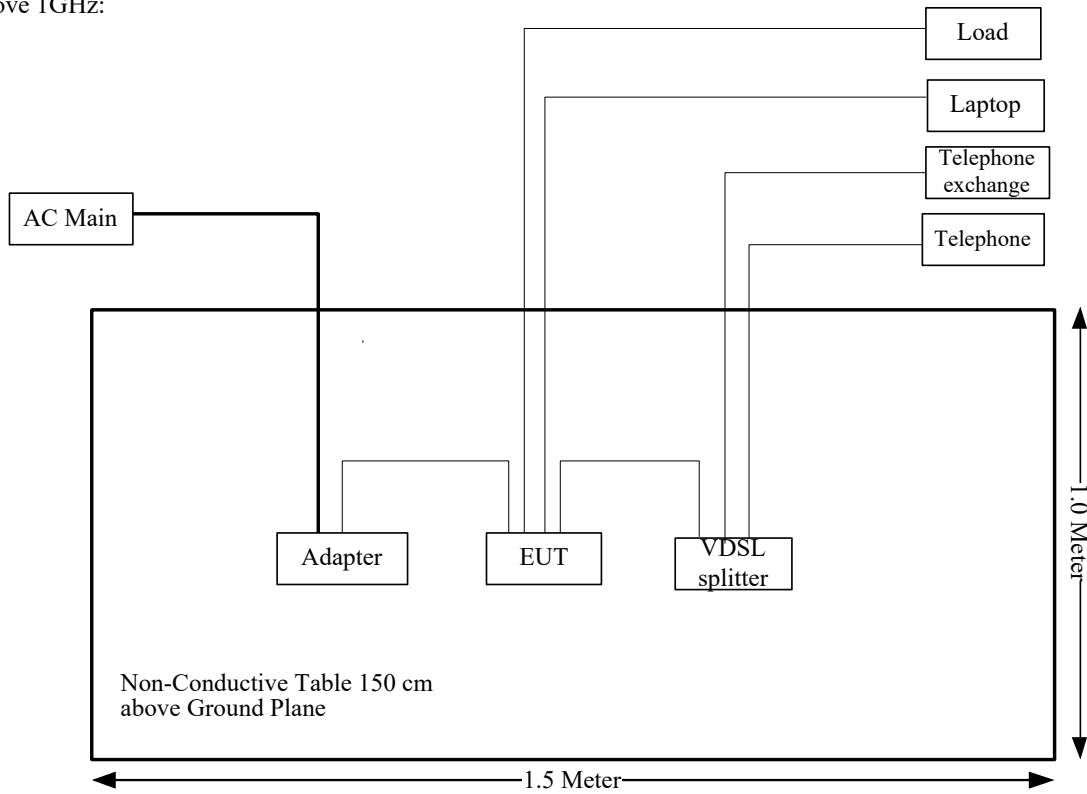 1GHz:
Load
Laptop
Telephone
exchange
AC Main
Telephone
Adapter
EUT
VDSL
splitter
1.0 Meter
Non-Conductive Table 150 cm
above Ground Plane
1.5 Meter